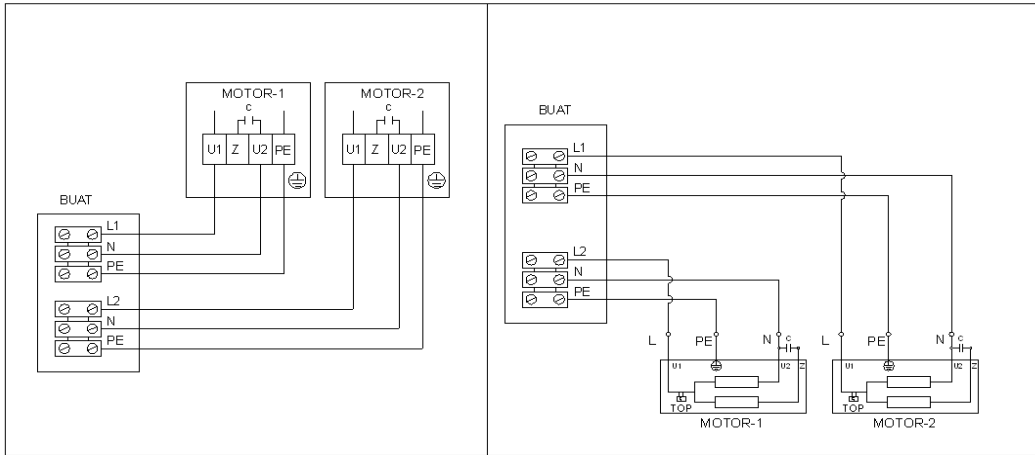 MOTOR-1
C
U1 Z U2 PE
MOTOR-2
C
U1 Z U2 PE
BUAT
L1
N
PE
L2
N
PE
BUAT
L1
N
PE
L2
N
PE
L PE N C
U1 U2 Z
TOP
MOTOR-1
L PE N C
U1 U2 Z
TOP
MOTOR-2